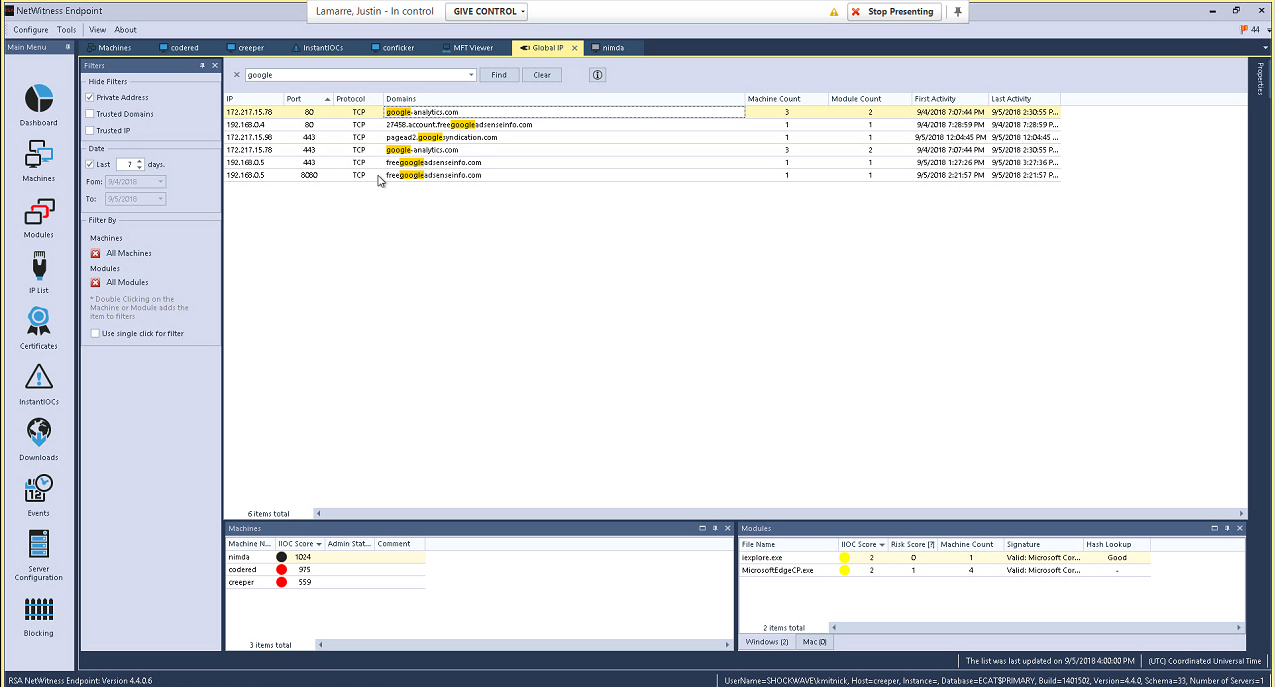 RSA NetWitness Endpoint
Lamarre, Justin - In control GIVE CONTROL Stop Presenting
Configure Tools View About 44
Main Menu Machines codered creeper InstantIOCs conficker MFT Viewer Global IP nimda
Filters
Properties
Hide Filters
Private Address
Trusted Domains
Trusted IP
Date
Last 7 days.
From: 9/4/2018
To: 9/5/2018
Filter By
Machines
All Machines
Modules
All Modules
* Double Clicking on the
Machine or Module adds the
item to filters
Use single click for filter
Dashboard
Machines
Modules
IP List
Certificates
InstantIOCs
Downloads
12
Events
Server
Configuration
Blocking
google Find Clear
IP Port Protocol Domains Machine Count Module Count First Activity Last Activity
172.217.15.78 80 TCP google-analytics.com 3 2 9/4/2018 7:07:44 PM 9/5/2018 2:30:55 P...
192.168.0.4 80 TCP 27458.account.freegoogleadsenseinfo.com 1 1 9/4/2018 7:28:59 PM 9/4/2018 7:28:59 P...
172.217.15.98 443 TCP pagead2.googlesyndication.com 1 1 9/5/2018 12:04:45 PM 9/5/2018 12:04:45 ...
172.217.15.78 443 TCP google-analytics.com 3 2 9/4/2018 7:07:44 PM 9/5/2018 2:30:55 P...
192.168.0.5 443 TCP freegoogleadsenseinfo.com 1 1 9/5/2018 1:27:26 PM 9/5/2018 3:27:36 P...
192.168.0.5 8080 TCP freegoogleadsenseinfo.com 1 1 9/5/2018 2:21:57 PM 9/5/2018 2:21:57 P...
6 items total
Machines
Machine N... IIOC Score Admin Stat... Comment
nimda 1024
codered 975
creeper 559
3 items total
Modules
File Name IIOC Score Risk Score [?] Machine Count Signature Hash Lookup
iexplore.exe 2 0 1 Valid: Microsoft Cor... Good
MicrosoftEdgeCP.exe 2 1 4 Valid: Microsoft Cor... -
2 items total
Windows (2) Mac (0)
The list was last updated on 9/5/2018 4:00:00 PM (UTC) Coordinated Universal Time
RSA NetWitness Endpoint: Version 4.4.0.6 UserName=SHOCKWAVE\kmitnick, Host=creeper, Instance=, Database=ECAT$PRIMARY, Build=1401502, Version=4.4.0, Schema=33, Number of Servers=1